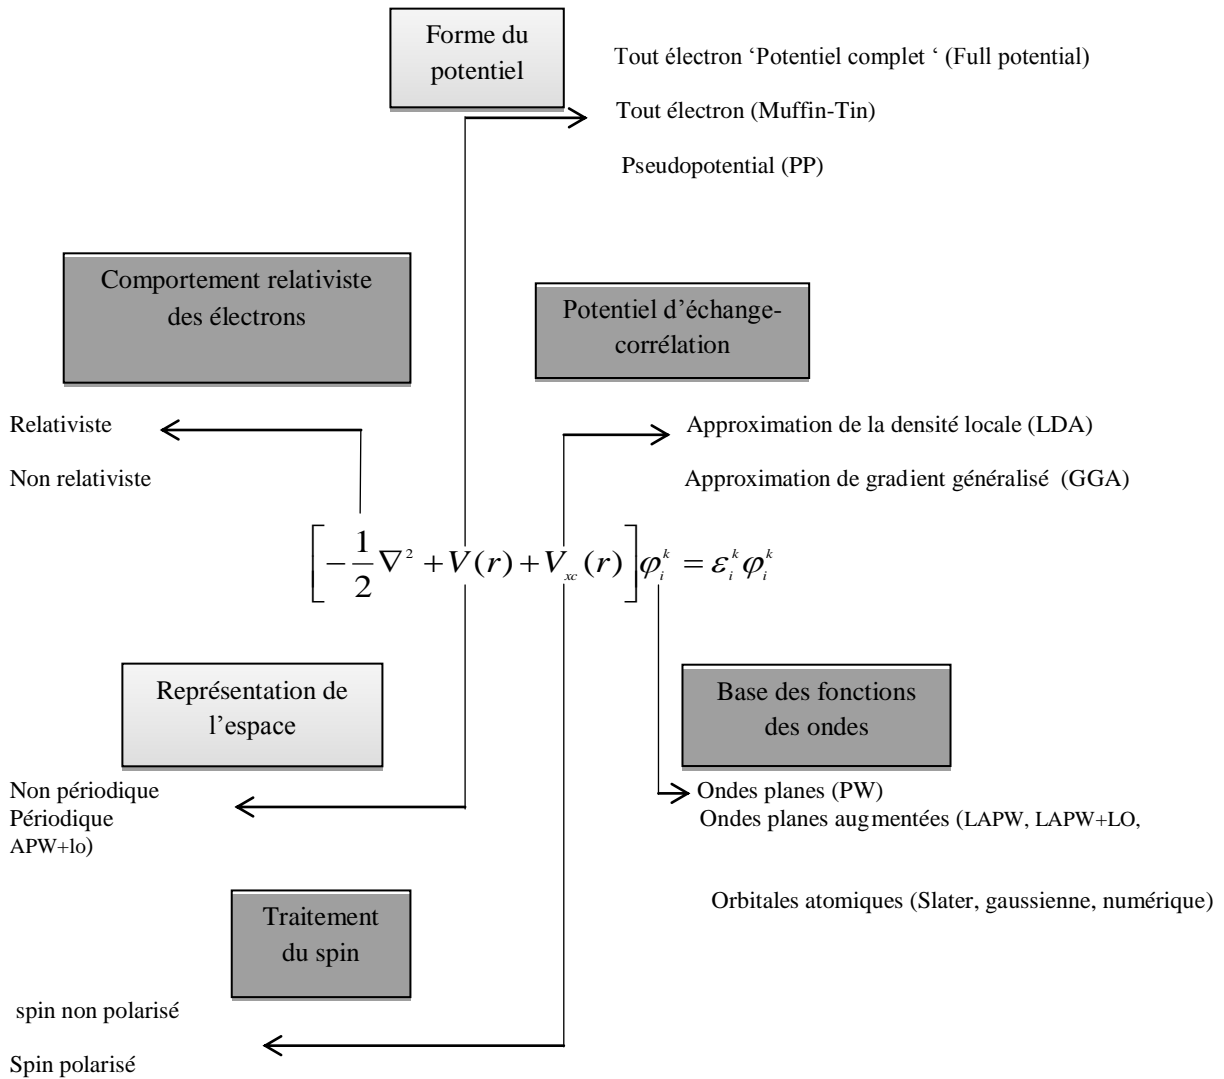 Forme du
potentiel
Tout électron ‘Potentiel complet ‘ (Full potential)
Tout électron (Muffin-Tin)
Pseudopotential (PP)
Comportement relativiste
des électrons
Potentiel d’échange-
corrélation
Relativiste
Non relativiste
Approximation de la densité locale (LDA)
Approximation de gradient généralisé (GGA)
[-1/2 ∇² + V(r) + V_xc(r)] φ_i^k = ε_i^k φ_i^k
Représentation de
l’espace
Base des fonctions
des ondes
Non périodique
Périodique
APW+lo)
Ondes planes (PW)
Ondes planes augmentées (LAPW, LAPW+LO,
Orbitales atomiques (Slater, gaussienne, numérique)
Traitement
du spin
spin non polarisé
Spin polarisé